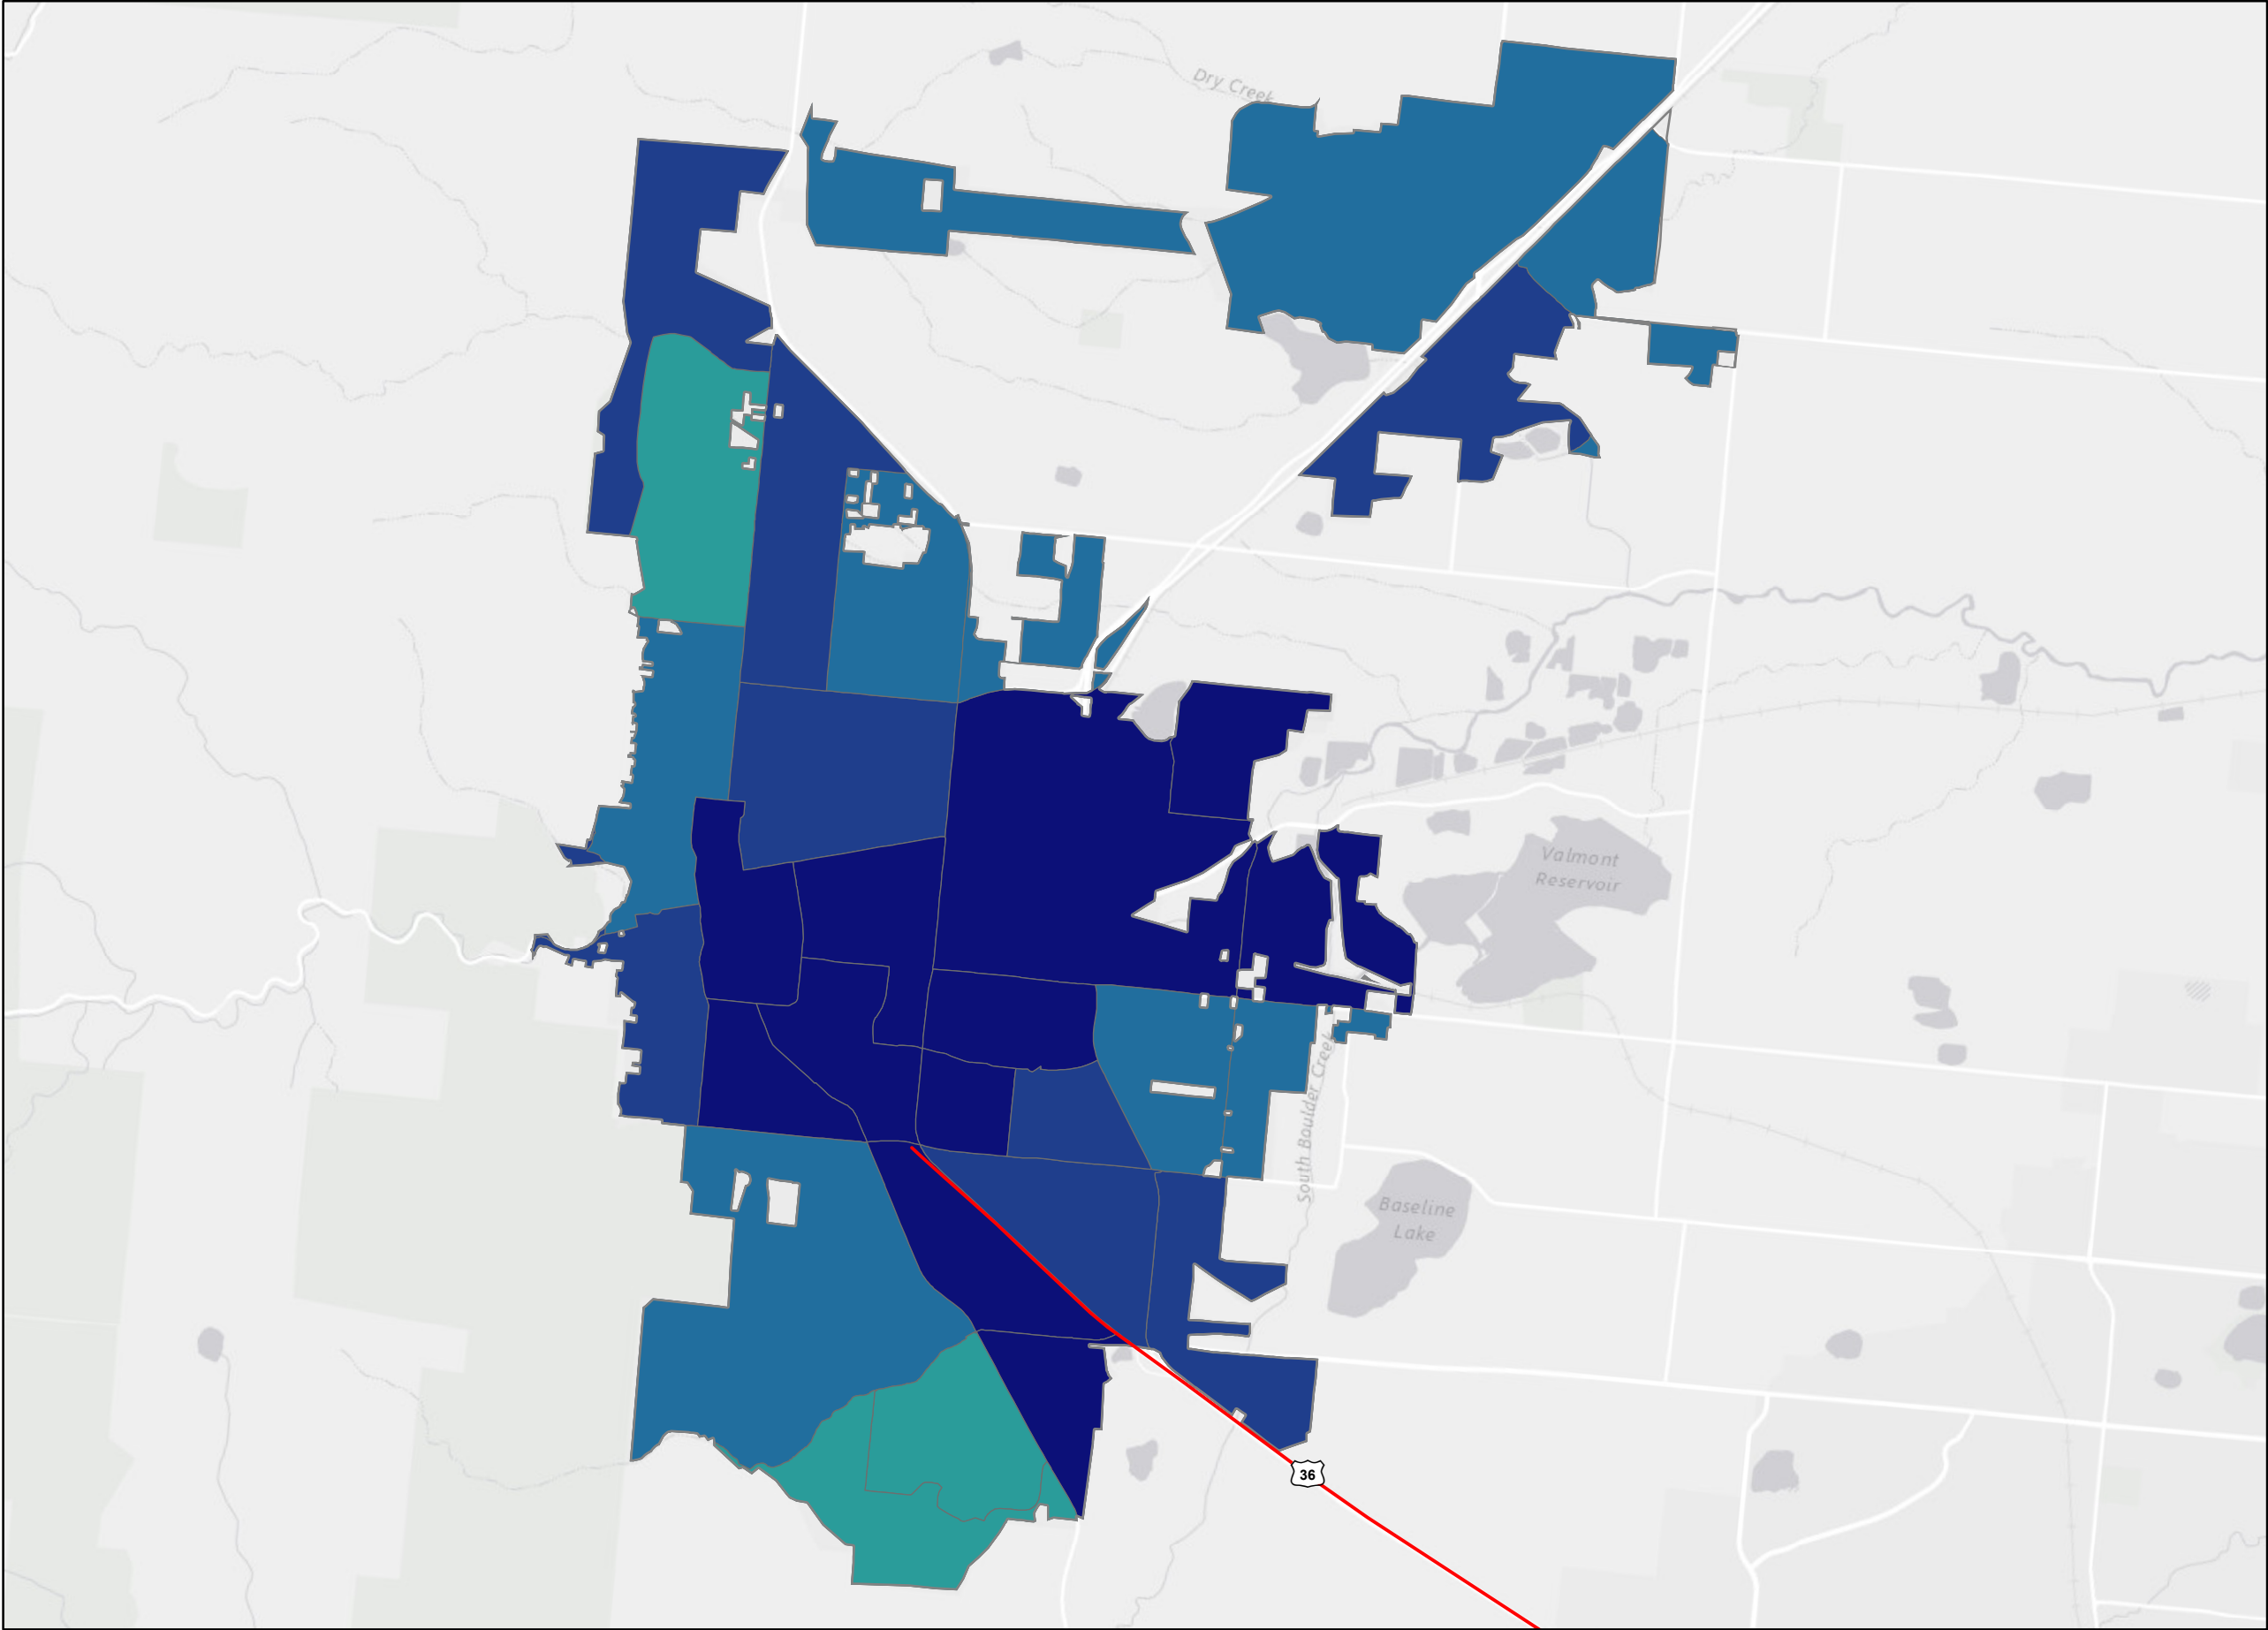 Dry Creek
Valmont
Reservoir
South Boulder Creek
Baseline
Lake
36